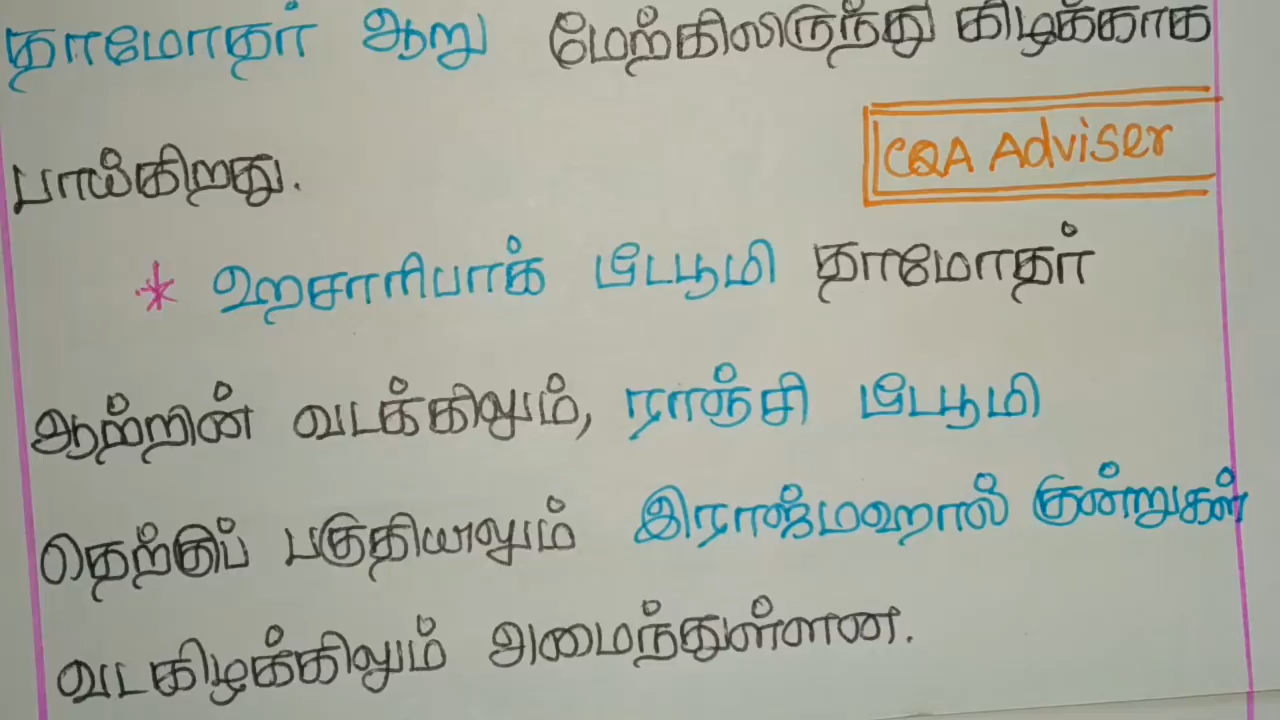 தாமோதர் ஆறு மேற்கிலிருந்து கிழக்காக
பாய்கிறது.
CQA Adviser
* ஹசாரிபாக் பீடபூமி தாமோதர்
ஆற்றின் வடக்கிலும், ராஞ்சி பீடபூமி
தெற்குப் பகுதியிலும் இராஜ்மஹால் குன்றுகள்
வடகிழக்கிலும் அமைந்துள்ளன.